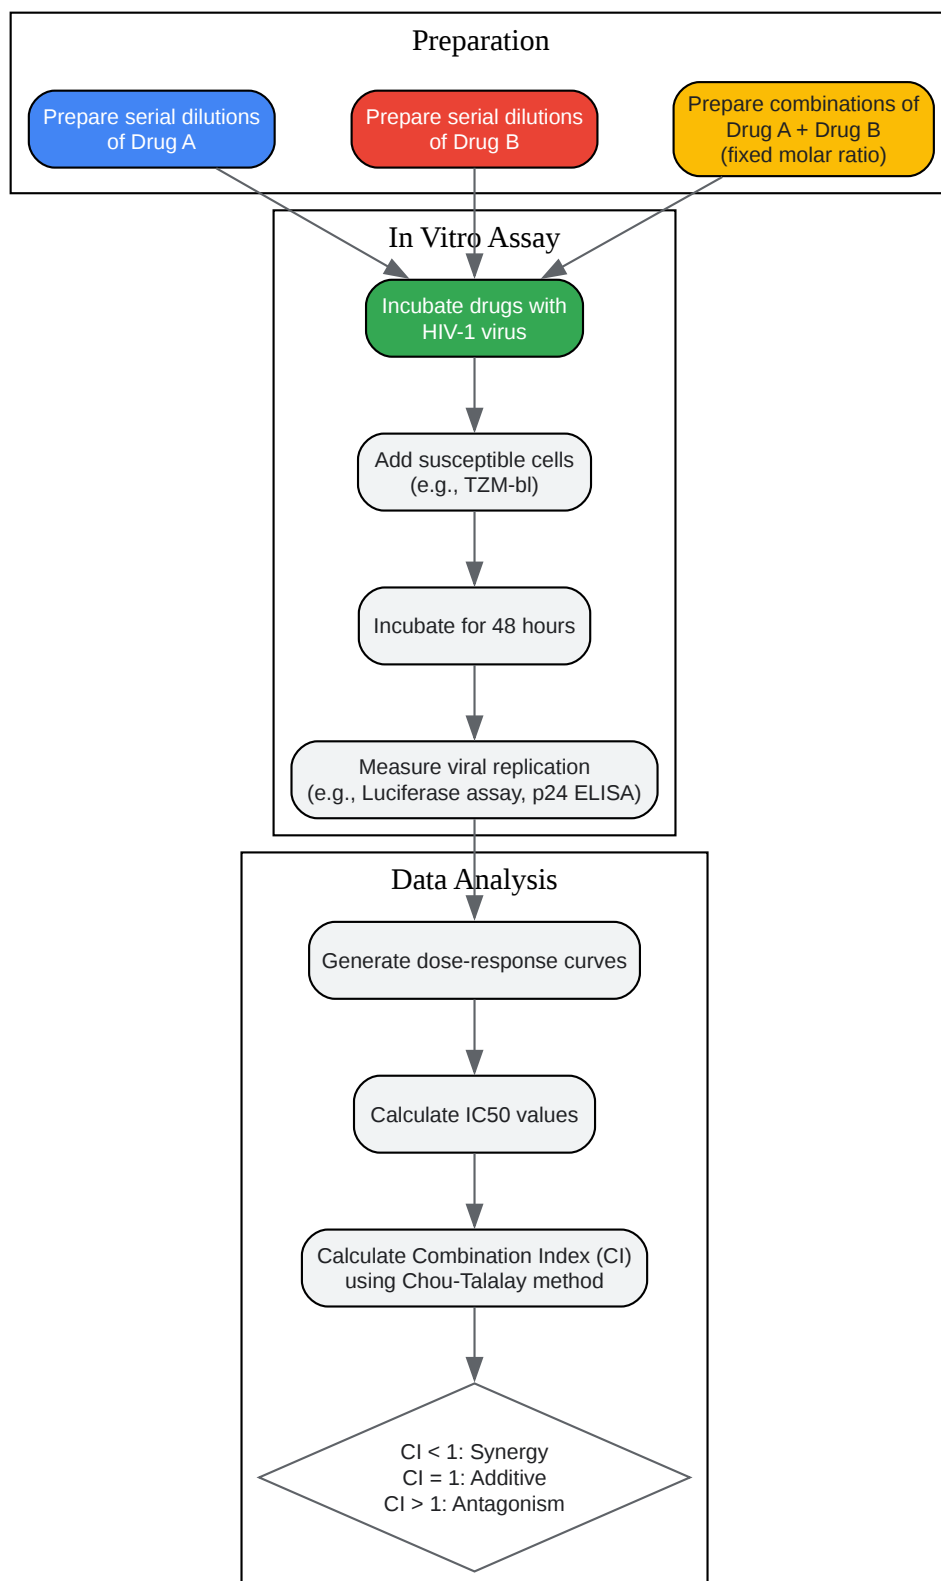 Preparation
Prepare serial dilutions
of Drug A
Prepare serial dilutions
of Drug B
Prepare combinations of
Drug A + Drug B
(fixed molar ratio)
In Vitro Assay
Incubate drugs with
HIV-1 virus
Add susceptible cells
(e.g., TZM-bl)
Incubate for 48 hours
Measure viral replication
(e.g., Luciferase assay, p24 ELISA)
Data Analysis
Generate dose-response curves
Calculate IC50 values
Calculate Combination Index (CI)
using Chou-Talalay method
CI < 1: Synergy
CI = 1: Additive
CI > 1: Antagonism